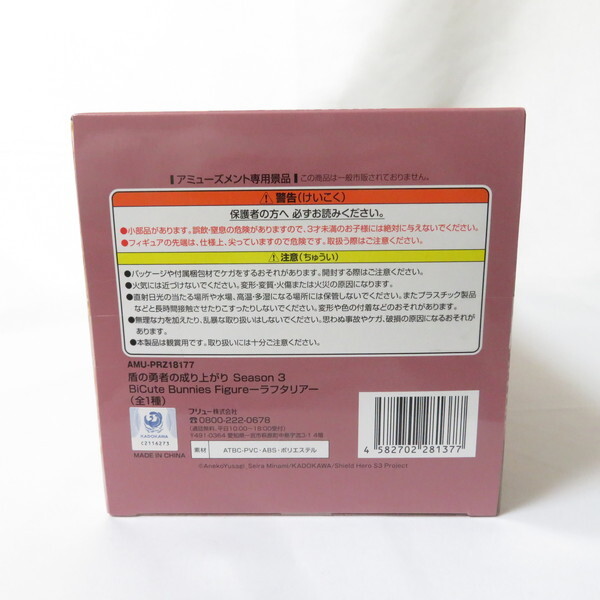 アミューズメント専用景品 この商品は一般市販されておりません。
⚠警告(けいこく)
保護者の方へ 必ずお読みください。
●小部品があります。誤飲・窒息の危険がありますので、3才未満のお子様には絶対に与えないでください。
●フィギュアの先端は、仕様上、尖っていますので危険です。取扱う際はご注意ください。
⚠注意(ちゅうい)
●パッケージや付属梱包材でケガをするおそれがあります。開封する際はご注意ください。
●火気には近づけないでください。変形・変質・火傷または火災の原因になります。
●直射日光の当たる場所や水場、高温・多湿になる場所には保管しないでください。またプラスチック製品
などと長時間接触させたりこすったりしないでください。変形や色の付着などのおそれがあります。
●無理な力を加えたり、乱暴な取り扱いはしないでください。思わぬ事故やケガ、破損の原因になるおそれが
あります。
●本製品は観賞用です。取り扱いには十分ご注意ください。
AMU-PRZ18177
盾の勇者の成り上がり Season 3
BiCute Bunnies Figureーラフタリアー
(全1種)
フリュー株式会社
☎0800-222-0678
KADOKAWA
C2114273
MADE IN CHINA
素材 ATBC-PVC・ABS・ポリエステル
4 582702 281377
©Aneko Yusagi, Seira Minami/KADOKAWA/Shield Hero S3 Project